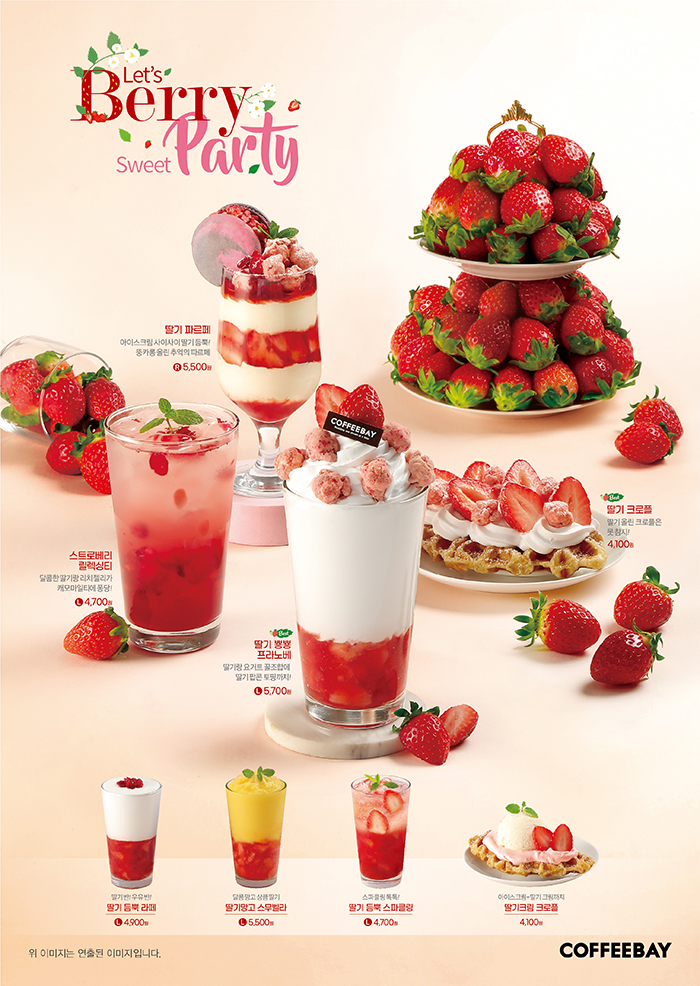 Let's
Berry
Sweet Party
딸기 파르페
아이스크림 사이사이 딸기 듬뿍!
뚱카롱 올린 추억의 파르페
R 5,500원
COFFEEBAY
Best
딸기 크로플
딸기 올린 크로플은
못 참지!
4,100원
스트로베리
릴렉싱티
달콤한 딸기랑 리치 젤리가
캐모마일티에 퐁당!
L 4,700원
Best
딸기 뿅뿅
프라노베
딸기랑 요거트 꿀조합에
딸기 팝콘 토핑까지!
L 5,700원
딸기 반! 우유 반!
딸기 듬뿍 라떼
L 4,900원
달콤 망고 상큼 딸기
딸기망고 스무벨라
L 5,500원
스파클링 톡톡!
딸기 듬뿍 스파클링
L 4,700원
아이스크림+딸기 크림까지
딸기크림 크로플
4,100원
위 이미지는 연출된 이미지입니다.
COFFEEBAY